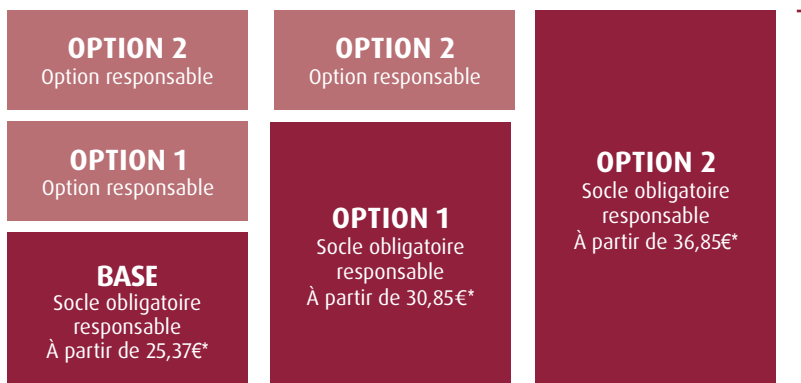 OPTION 2
Option responsable
OPTION 1
Option responsable
BASE
Socle obligatoire
responsable
À partir de 25,37€*
OPTION 2
Option responsable
OPTION 1
Socle obligatoire
responsable
À partir de 30,85€*
OPTION 2
Socle obligatoire
responsable
À partir de 36,85€*